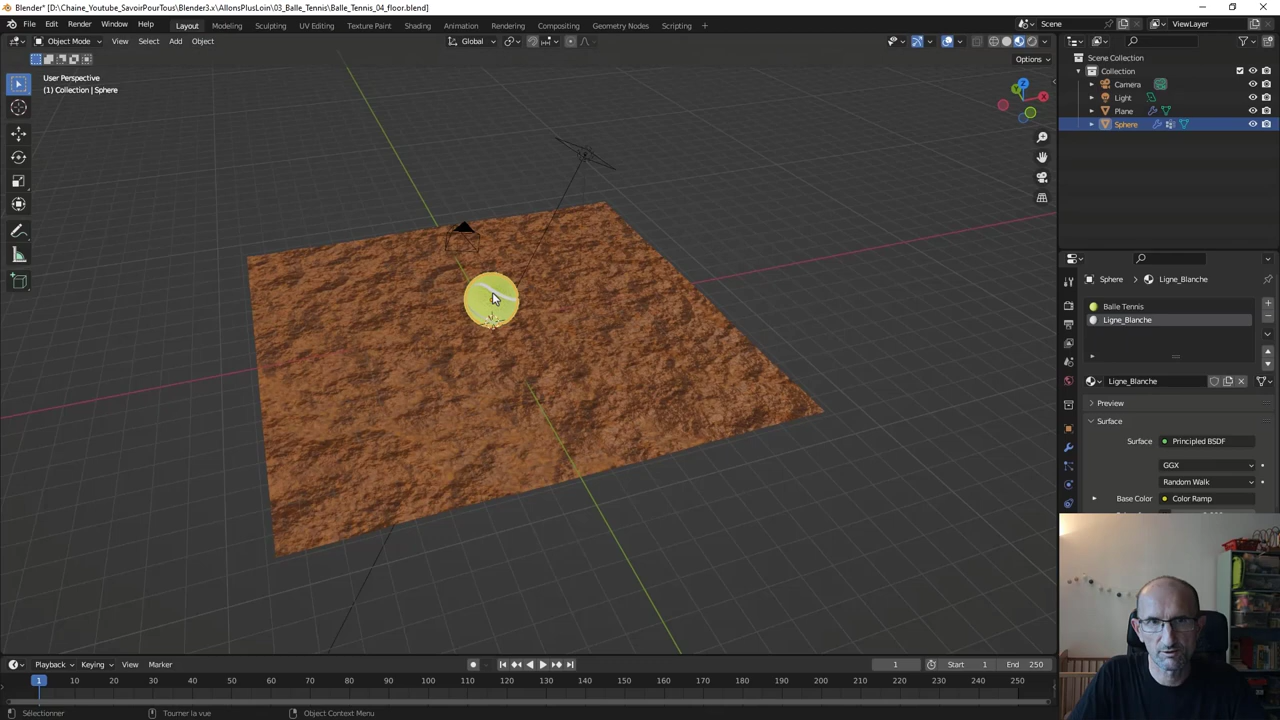 Blender* [D:\Chaine_Youtube_SavoirPourTous\Blender3.x\AllonsPlusLoin\03_Balle_Tennis\Balle_Tennis_04_floor.blend]
File Edit Render Window Help Layout Modeling Sculpting UV Editing Texture Paint Shading Animation Rendering Compositing Geometry Nodes Scripting + Scene ViewLayer
Object Mode View Select Add Object Global
Options
User Perspective
(1) Collection | Sphere
Scene Collection
Collection
Camera
Light
Plane
Sphere
X
Y
Z
Sphere Ligne_Blanche
Balle Tennis
Ligne_Blanche
Ligne_Blanche
Preview
Surface
Surface Principled BSDF
GGX
Random Walk
Base Color Color Ramp
Playback Keying View Marker 1 Start 1 End 250
1 10 20 30 40 50 60 70 80 90 100 110 120 130 140 150 160 170 180 190 200 210 220 230 240 250
Sélectionner Tourner la vue Object Context Menu